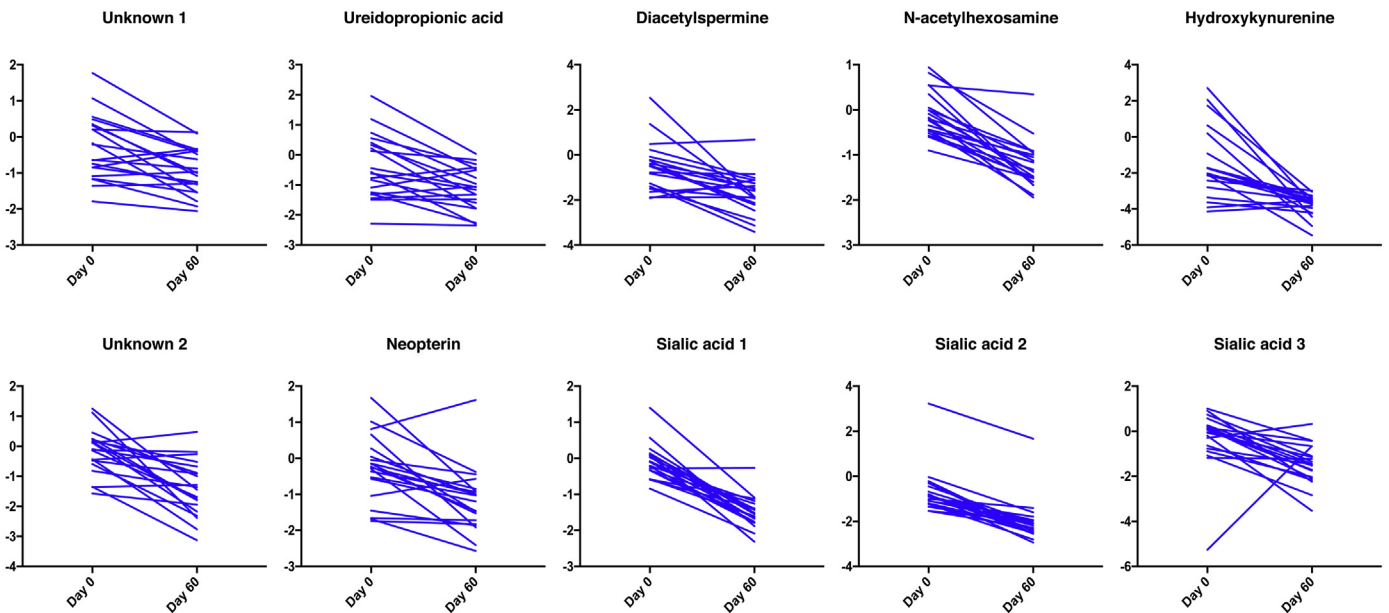 Unknown 1 Ureidopropionic acid Diacetylspermine N-acetylhexosamine Hydroxykynurenine
2 3 4 1 4
1 2 2 0 2
0 1 0 -1 0
-1 0 -2 -2 -2
-2 -1 -4 -3 -4
-3 -2 -6
-3
Day 0 Day 60 Day 0 Day 60 Day 0 Day 60 Day 0 Day 60 Day 0 Day 60
Unknown 2 Neopterin Sialic acid 1 Sialic acid 2 Sialic acid 3
2 2 2 4 2
1 1 1 2 0
0 0 0 0 -2
-1 -1 -1 -2 -4
-2 -2 -2 -4 -6
-3 -3 -3
-4
Day 0 Day 60 Day 0 Day 60 Day 0 Day 60 Day 0 Day 60 Day 0 Day 60